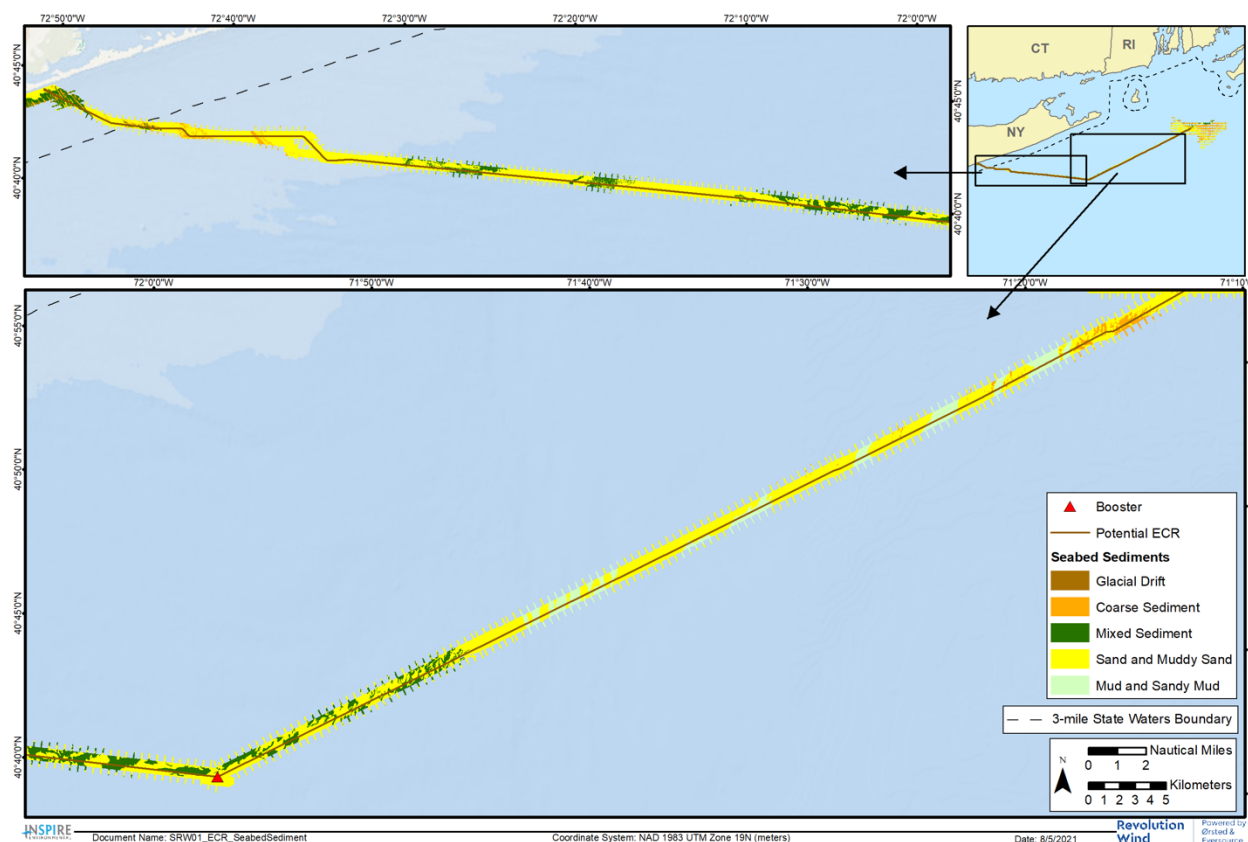 72°50'0"W
72°40'0"W
72°30'0"W
72°20'0"W
72°10'0"W
72°0'0"W
40°45'0"N
40°40'0"N
40°45'0"N
40°40'0"N
CT
RI
NY
72°0'0"W
71°50'0"W
71°40'0"W
71°30'0"W
71°20'0"W
71°10'0"W
40°55'0"N
40°50'0"N
40°45'0"N
40°40'0"N
Booster
Potential ECR
Seabed Sediments
Glacial Drift
Coarse Sediment
Mixed Sediment
Sand and Muddy Sand
Mud and Sandy Mud
3-mile State Waters Boundary
N
Nautical Miles
0 1 2
Kilometers
0 1 2 3 4 5
INSPIRE
ENVIRONMENTAL
Document Name: SRW01_ECR_SeabedSediment
Coordinate System: NAD 1983 UTM Zone 19N (meters)
Date: 8/5/2021
Revolution
Wind
Powered by
Ørsted &
Eversource